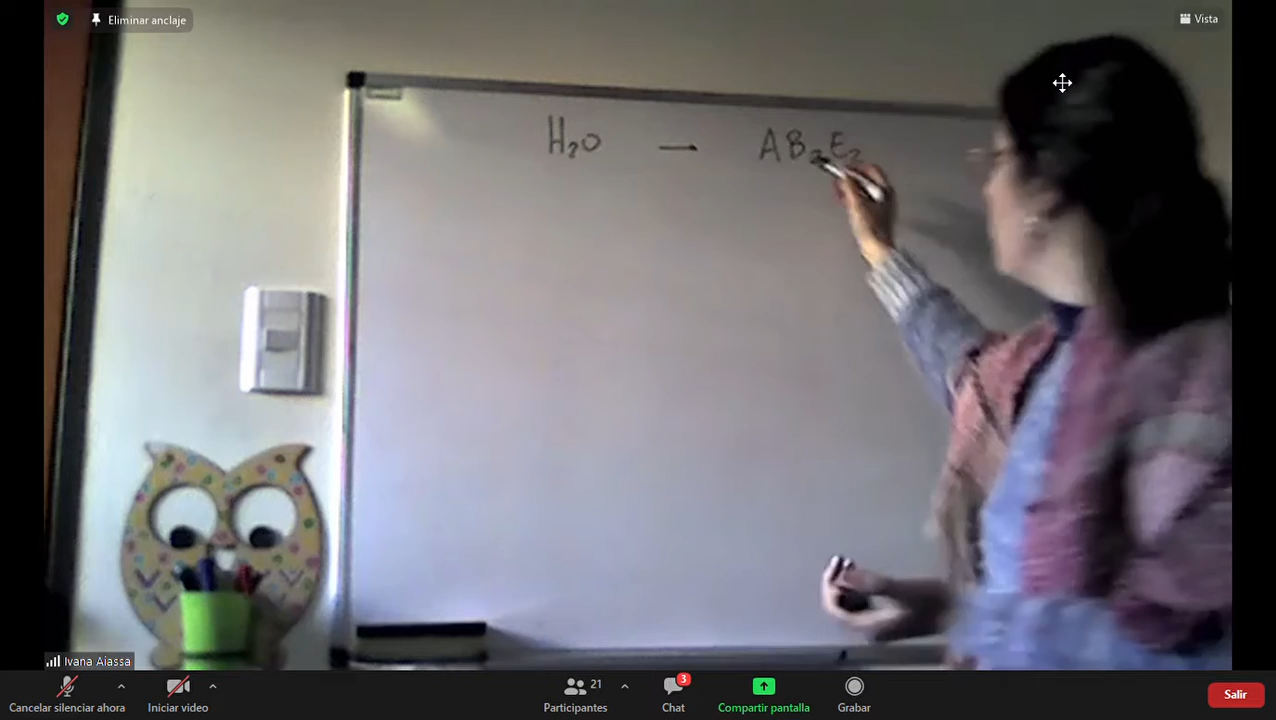 Eliminar anclaje
Vista
H₂O → AB₂E₂
Ivana Aiassa
Cancelar silenciar ahora
Iniciar video
21
Participantes
3
Chat
Compartir pantalla
Grabar
Salir